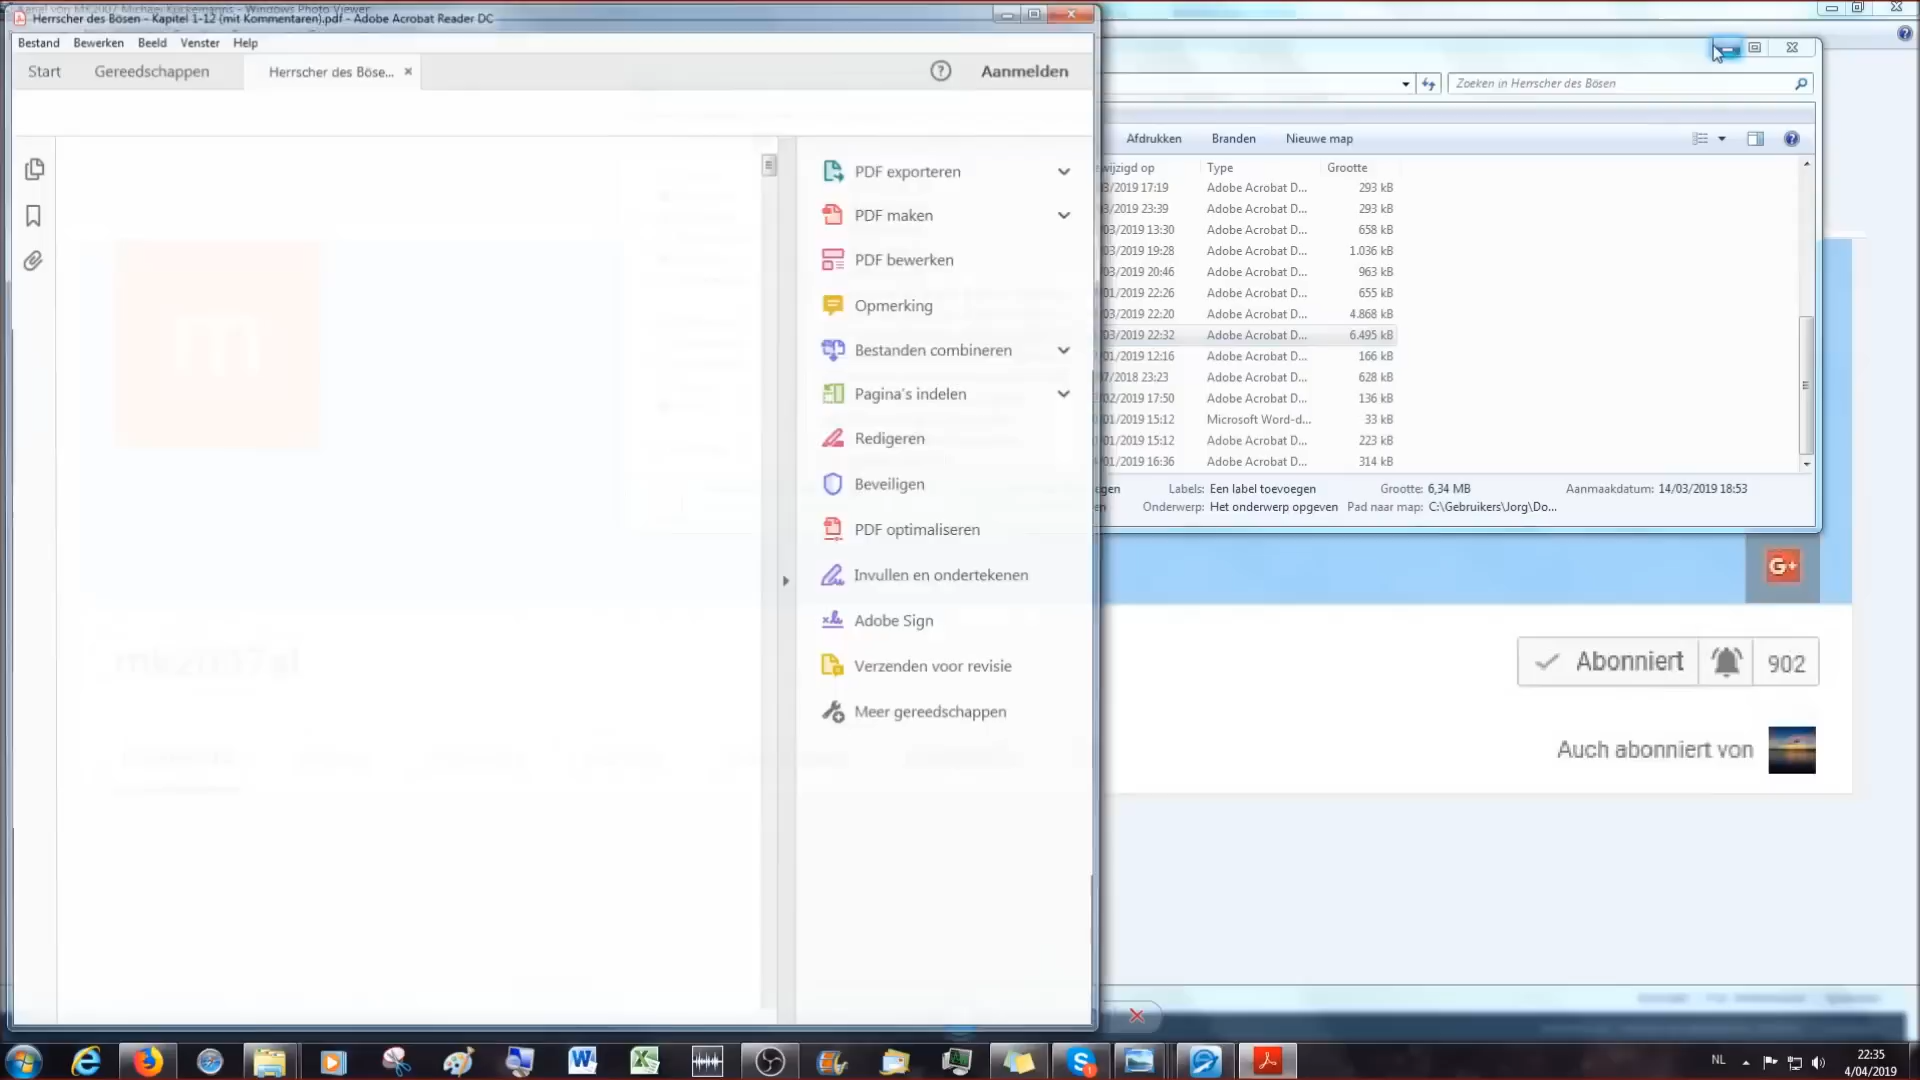 Herrscher des Bösen - Kapitel 1-12 (mit Kommentaren).pdf - Adobe Acrobat Reader DC
Bestand Bewerken Beeld Venster Help
Start Gereedschappen Herrscher des Böse... Aanmelden
Zoeken in Herrscher des Bösen
Afdrukken Branden Nieuwe map
wijzigd op Type Grootte
03/2019 17:19 Adobe Acrobat D... 293 kB
03/2019 23:39 Adobe Acrobat D... 293 kB
03/2019 13:30 Adobe Acrobat D... 658 kB
03/2019 19:28 Adobe Acrobat D... 1.036 kB
03/2019 20:46 Adobe Acrobat D... 963 kB
01/2019 22:26 Adobe Acrobat D... 655 kB
03/2019 22:20 Adobe Acrobat D... 4.868 kB
03/2019 22:32 Adobe Acrobat D... 6.495 kB
01/2019 12:16 Adobe Acrobat D... 166 kB
07/2018 23:23 Adobe Acrobat D... 628 kB
02/2019 17:50 Adobe Acrobat D... 136 kB
01/2019 15:12 Microsoft Word-d... 33 kB
01/2019 15:12 Adobe Acrobat D... 223 kB
01/2019 16:36 Adobe Acrobat D... 314 kB
Labels: Een label toevoegen Grootte: 6,34 MB Aanmaakdatum: 14/03/2019 18:53
Onderwerp: Het onderwerp opgeven Pad naar map: C:\Gebruikers\Jorg\Do...
PDF exporteren
PDF maken
PDF bewerken
Opmerking
Bestanden combineren
Pagina's indelen
Redigeren
Beveiligen
PDF optimaliseren
Invullen en ondertekenen
Adobe Sign
Verzenden voor revisie
Meer gereedschappen
G+
Abonniert 902
Auch abonniert von
NL
22:35
4/04/2019